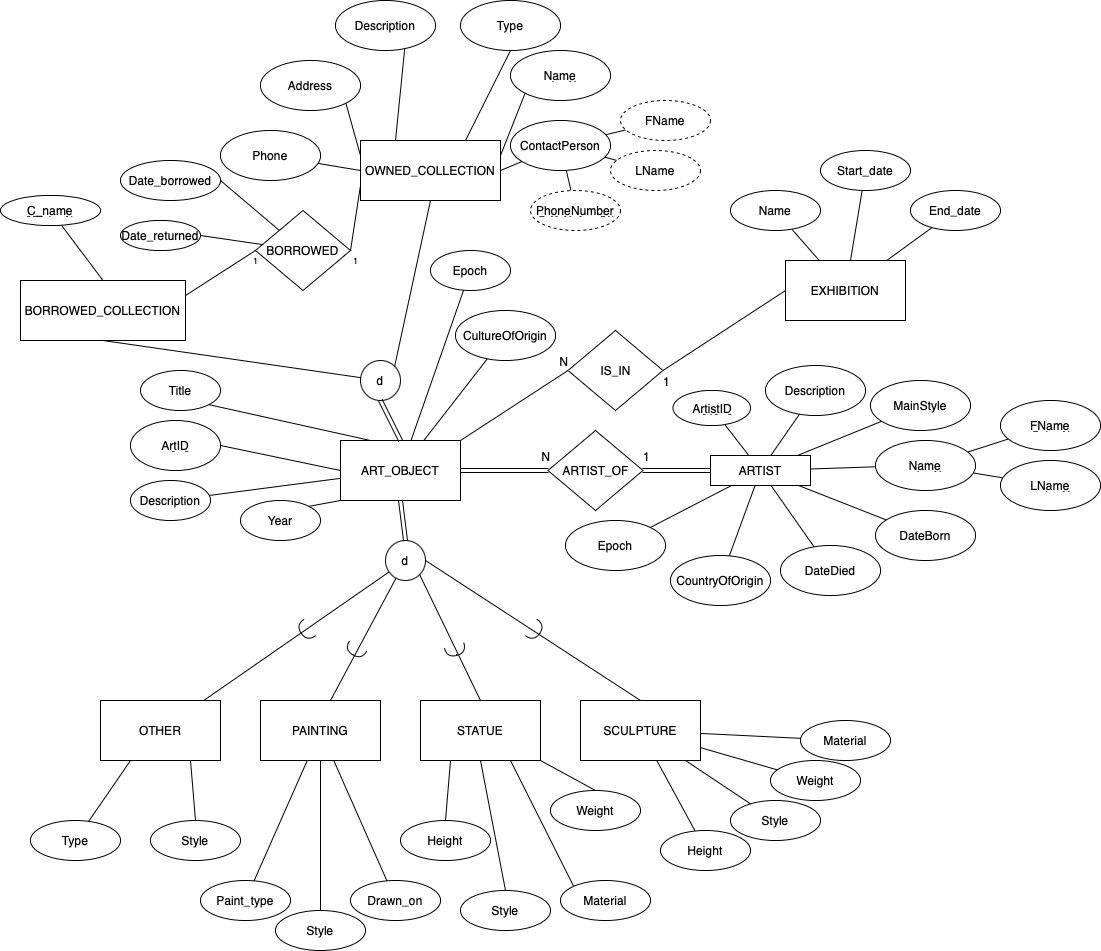 Description
Type
Name
Address
FName
ContactPerson
Phone
OWNED_COLLECTION
LName
Date_borrowed
PhoneNumber
C_name
Date_returned
BORROWED
1
1
Start_date
Name
End_date
Epoch
EXHIBITION
BORROWED_COLLECTION
CultureOfOrigin
N
IS_IN
1
d
Title
ArtistID
Description
MainStyle
FName
ArtID
ART_OBJECT
N
ARTIST_OF
1
ARTIST
Name
LName
Description
Year
Epoch
DateBorn
CountryOfOrigin
DateDied
d
OTHER
PAINTING
STATUE
SCULPTURE
Material
Weight
Weight
Style
Type
Style
Height
Height
Paint_type
Style
Drawn_on
Style
Material